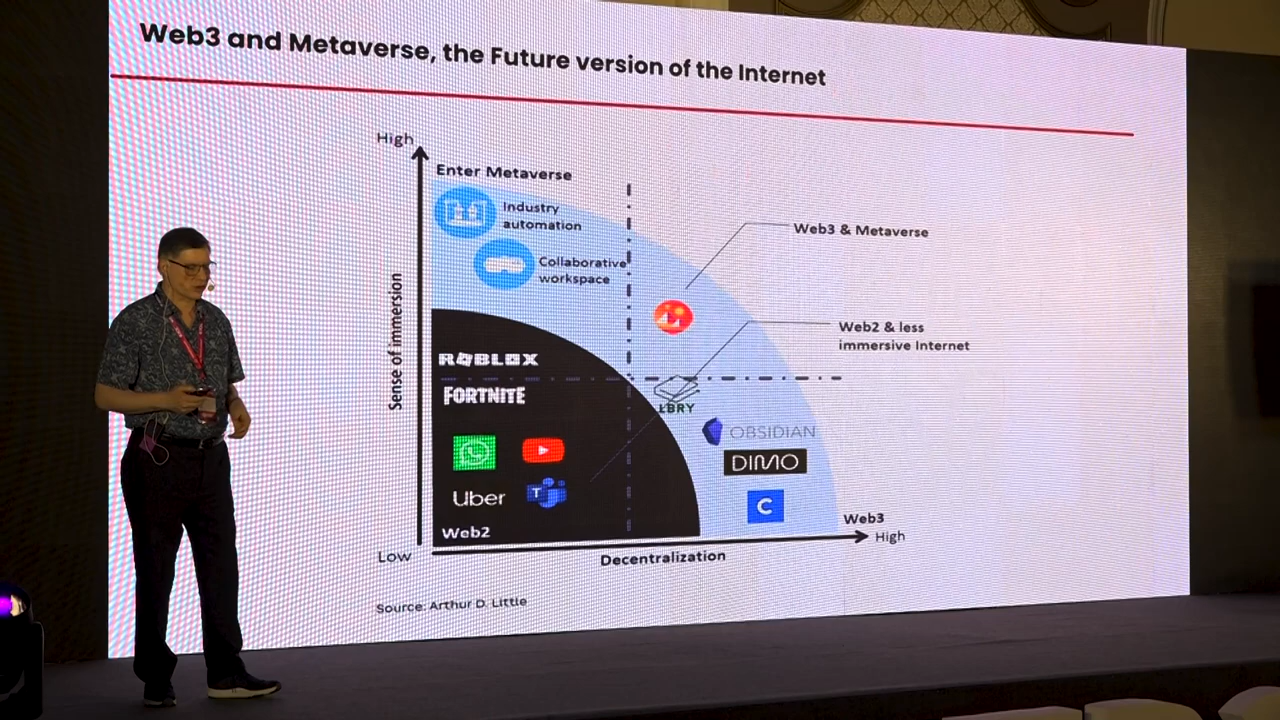 Web3 and Metaverse, the Future version of the Internet
High
Enter Metaverse
Industry
automation
Collaborative
workspace
Web3 & Metaverse
Web2 & less
immersive Internet
Sense of immersion
ROBLOX
FORTNITE
LBRY
OBSIDIAN
DIMO
Uber
T
C
Web2
Web3
High
Low
Decentralization
Source: Arthur D. Little